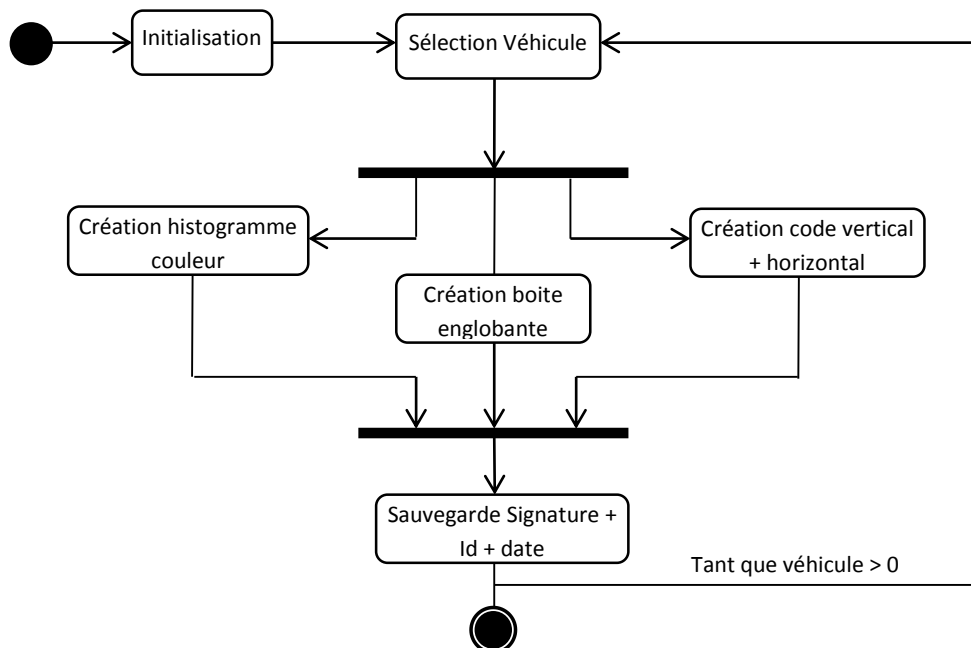 Initialisation
Sélection Véhicule
Création histogramme
couleur
Création code vertical
+ horizontal
Création boite
englobante
Sauvegarde Signature +
Id + date
Tant que véhicule > 0